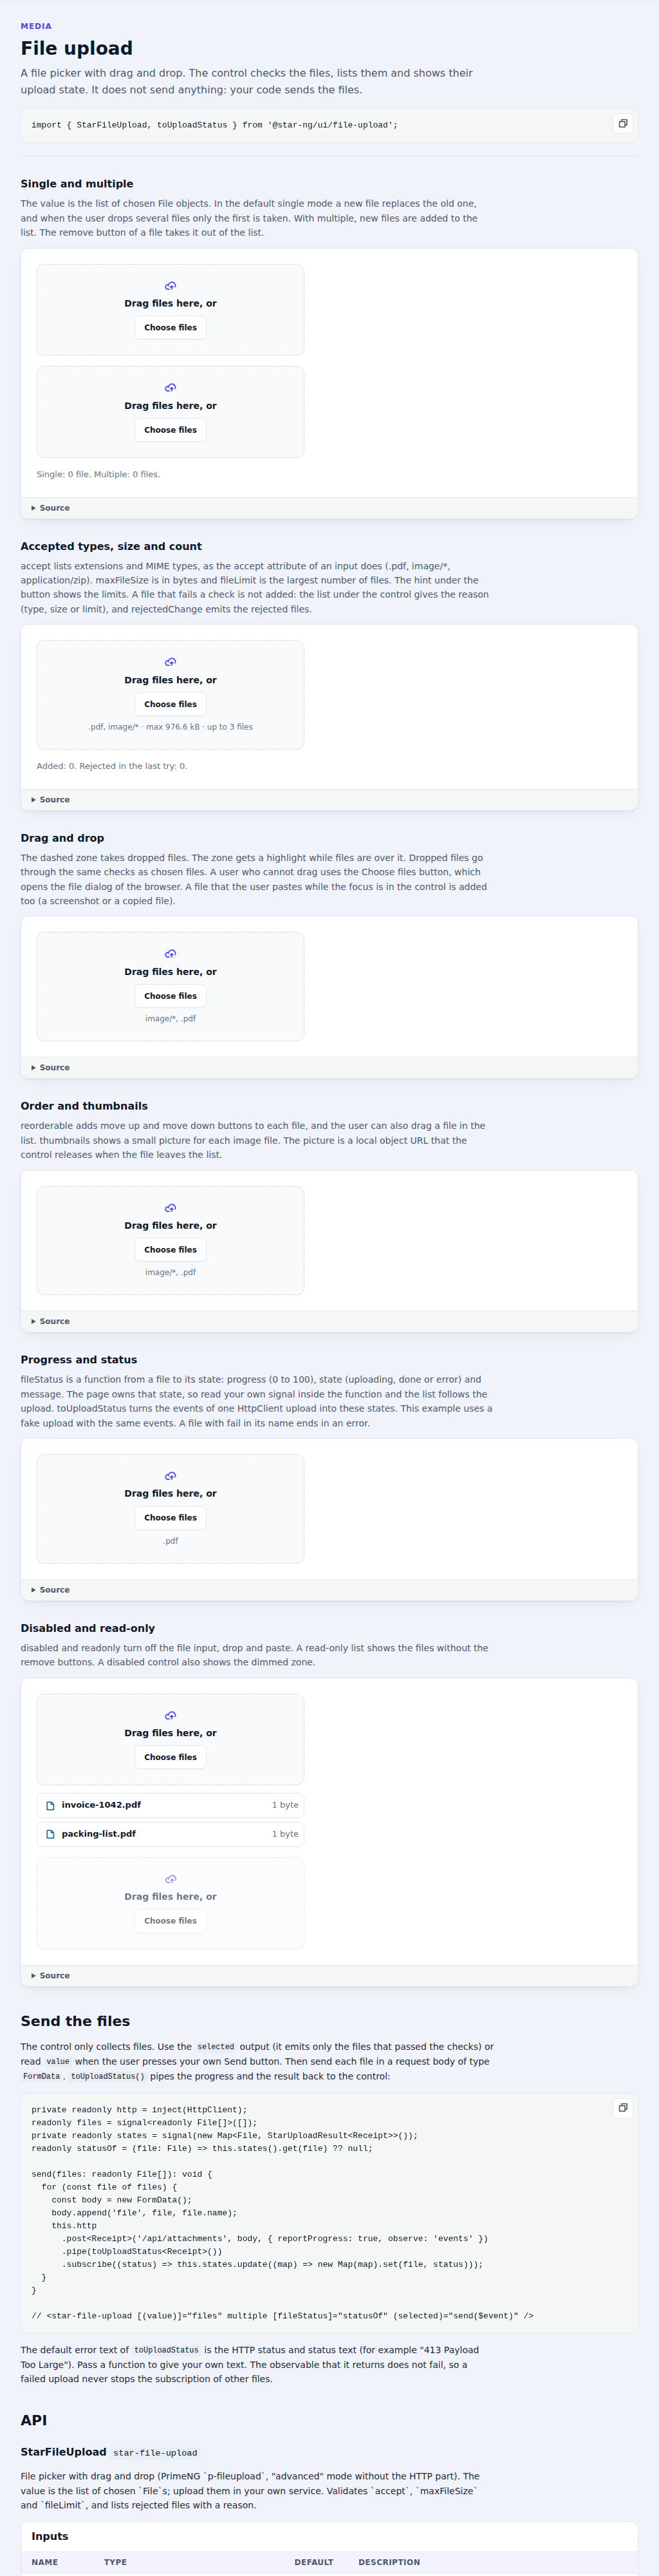 MEDIA
File upload
A file picker with drag and drop. The control checks the files, lists them and shows their
upload state. It does not send anything: your code sends the files.
import { StarFileUpload, toUploadStatus } from '@star-ng/ui/file-upload';
Single and multiple
The value is the list of chosen File objects. In the default single mode a new file replaces the old one,
and when the user drops several files only the first is taken. With multiple, new files are added to the
list. The remove button of a file takes it out of the list.
Drag files here, or
Choose files
Drag files here, or
Choose files
Single: 0 file. Multiple: 0 files.
Source
Accepted types, size and count
accept lists extensions and MIME types, as the accept attribute of an input does (.pdf, image/*,
application/zip). maxFileSize is in bytes and fileLimit is the largest number of files. The hint under the
button shows the limits. A file that fails a check is not added: the list under the control gives the reason
(type, size or limit), and rejectedChange emits the rejected files.
Drag files here, or
Choose files
.pdf, image/* · max 976.6 kB · up to 3 files
Added: 0. Rejected in the last try: 0.
Source
Drag and drop
The dashed zone takes dropped files. The zone gets a highlight while files are over it. Dropped files go
through the same checks as chosen files. A user who cannot drag uses the Choose files button, which
opens the file dialog of the browser. A file that the user pastes while the focus is in the control is added
too (a screenshot or a copied file).
Drag files here, or
Choose files
image/*, .pdf
Source
Order and thumbnails
reorderable adds move up and move down buttons to each file, and the user can also drag a file in the
list. thumbnails shows a small picture for each image file. The picture is a local object URL that the
control releases when the file leaves the list.
Drag files here, or
Choose files
image/*, .pdf
Source
Progress and status
fileStatus is a function from a file to its state: progress (0 to 100), state (uploading, done or error) and
message. The page owns that state, so read your own signal inside the function and the list follows the
upload. toUploadStatus turns the events of one HttpClient upload into these states. This example uses a
fake upload with the same events. A file with fail in its name ends in an error.
Drag files here, or
Choose files
.pdf
Source
Disabled and read-only
disabled and readonly turn off the file input, drop and paste. A read-only list shows the files without the
remove buttons. A disabled control also shows the dimmed zone.
Drag files here, or
Choose files
invoice-1042.pdf 1 byte
packing-list.pdf 1 byte
Drag files here, or
Choose files
Source
Send the files
The control only collects files. Use the selected output (it emits only the files that passed the checks) or
read value when the user presses your own Send button. Then send each file in a request body of type
FormData. toUploadStatus() pipes the progress and the result back to the control:
private readonly http = inject(HttpClient);
readonly files = signal<readonly File[]>([]);
private readonly states = signal(new Map<File, StarUploadResult<Receipt>>());
readonly statusOf = (file: File) => this.states().get(file) ?? null;
send(files: readonly File[]): void {
for (const file of files) {
const body = new FormData();
body.append('file', file, file.name);
this.http
.post<Receipt>('/api/attachments', body, { reportProgress: true, observe: 'events' })
.pipe(toUploadStatus<Receipt>())
.subscribe((status) => this.states.update((map) => new Map(map).set(file, status)));
}
}
// <star-file-upload [(value)]="files" multiple [fileStatus]="statusOf" (selected)="send($event)" />
The default error text of toUploadStatus is the HTTP status and status text (for example "413 Payload
Too Large"). Pass a function to give your own text. The observable that it returns does not fail, so a
failed upload never stops the subscription of other files.
API
StarFileUpload star-file-upload
File picker with drag and drop (PrimeNG `p-fileupload`, "advanced" mode without the HTTP part). The
value is the list of chosen `File`s; upload them in your own service. Validates `accept`, `maxFileSize`
and `fileLimit`, and lists rejected files with a reason.
Inputs
NAME TYPE DEFAULT DESCRIPTION